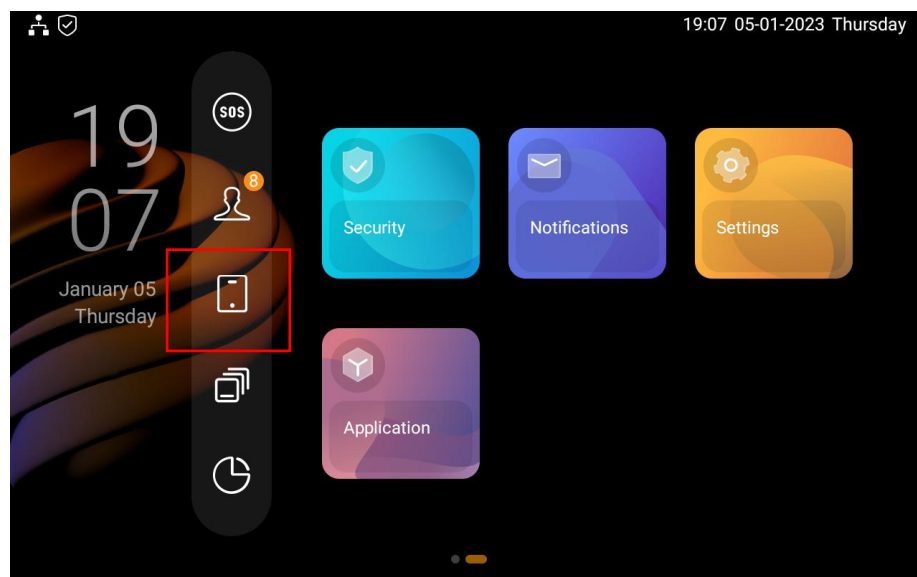 19:07 05-01-2023 Thursday
19
07
January 05
Thursday
SOS
8
Security
Notifications
Settings
Application